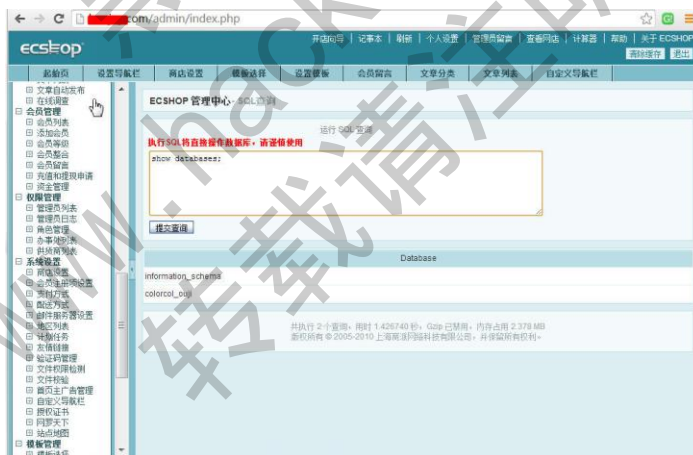 com/admin/index.php
ECSHOP
开店向导 | 记事本 | 刷新 | 个人设置 | 管理员留言 | 查看网店 | 计算器 | 帮助 | 关于 ECSHOP
清除缓存 退出
起始页 设置导航栏 商店设置 模板选择 设置模板 会员留言 文章分类 文章列表 自定义导航栏
文章自动发布
在线调查
会员管理
会员列表
添加会员
会员等级
会员整合
会员留言
充值和提现申请
资金管理
权限管理
管理员列表
管理员日志
角色管理
办事处列表
供货商列表
系统设置
商店设置
会员注册项设置
支付方式
配送方式
邮件服务器设置
地区列表
计划任务
友情链接
验证码管理
文件权限检测
文件校验
首页主广告管理
自定义导航栏
授权证书
网罗天下
站点地图
模板管理
模板选择
ECSHOP 管理中心 - SQL查询
运行 SQL 查询
执行SQL将直接操作数据库，请谨慎使用
show databases;
提交查询
Database
information_schema
colorcol_ouji
共执行 2 个查询，用时 1.426740 秒，Gzip 已禁用，内存占用 2.378 MB
版权所有 © 2005-2010 上海商派网络科技有限公司，并保留所有权利。
www.hack
转载请注